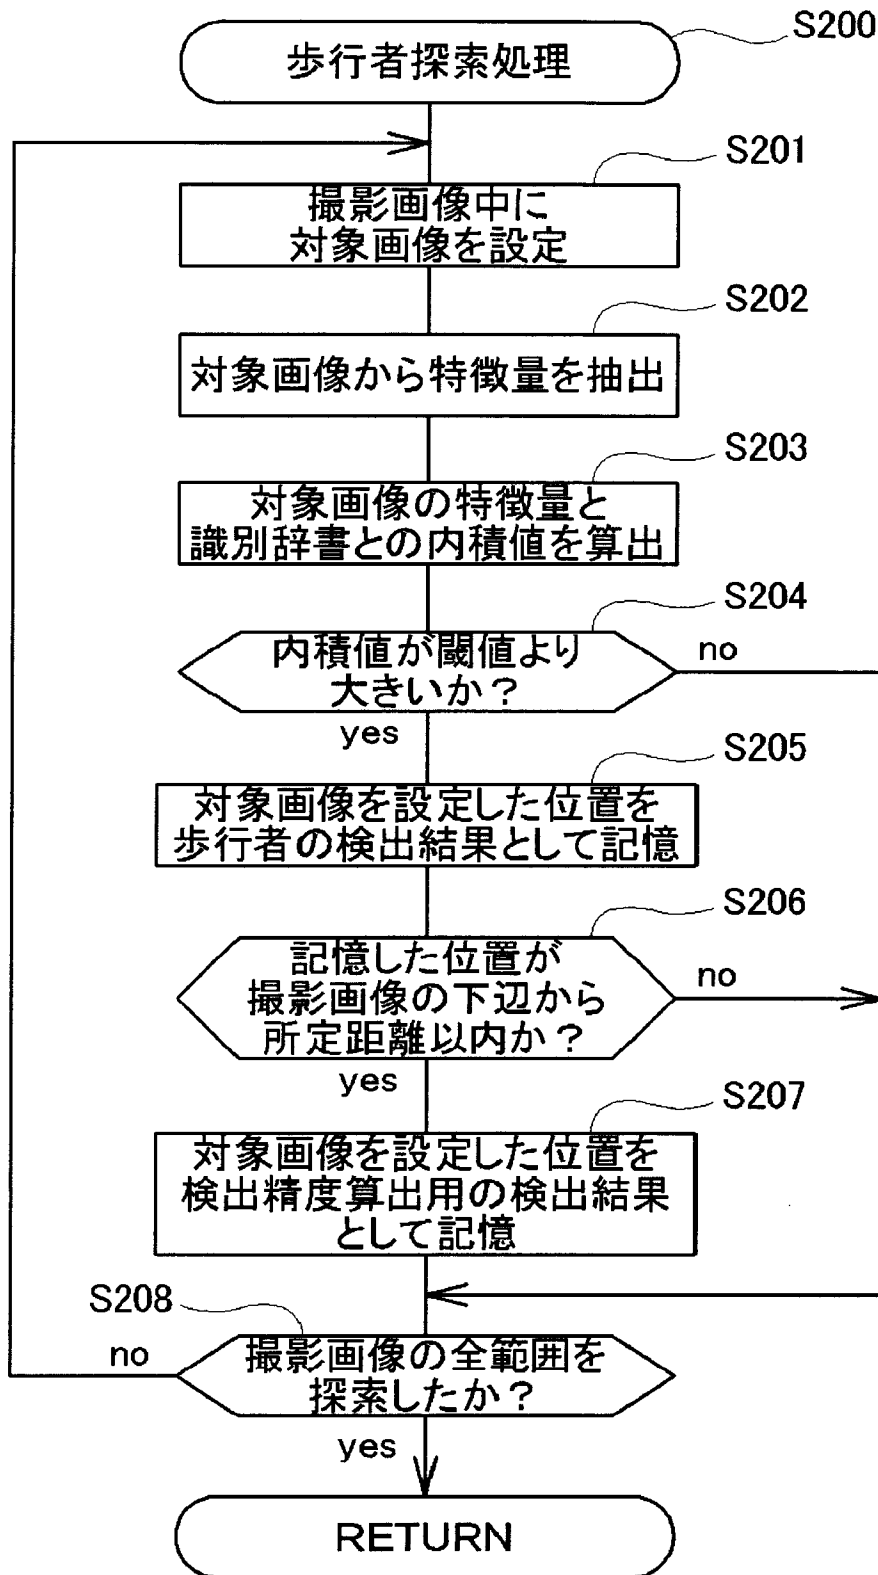 S200
歩行者探索処理
S201
撮影画像中に
対象画像を設定
S202
対象画像から特徴量を抽出
S203
対象画像の特徴量と
識別辞書との内積値を算出
S204
内積値が閾値より
大きいか？
no
yes
S205
対象画像を設定した位置を
歩行者の検出結果として記憶
S206
記憶した位置が
撮影画像の下辺から
所定距離以内か？
no
yes
S207
対象画像を設定した位置を
検出精度算出用の検出結果
として記憶
S208
撮影画像の全範囲を
探索したか？
no
yes
RETURN